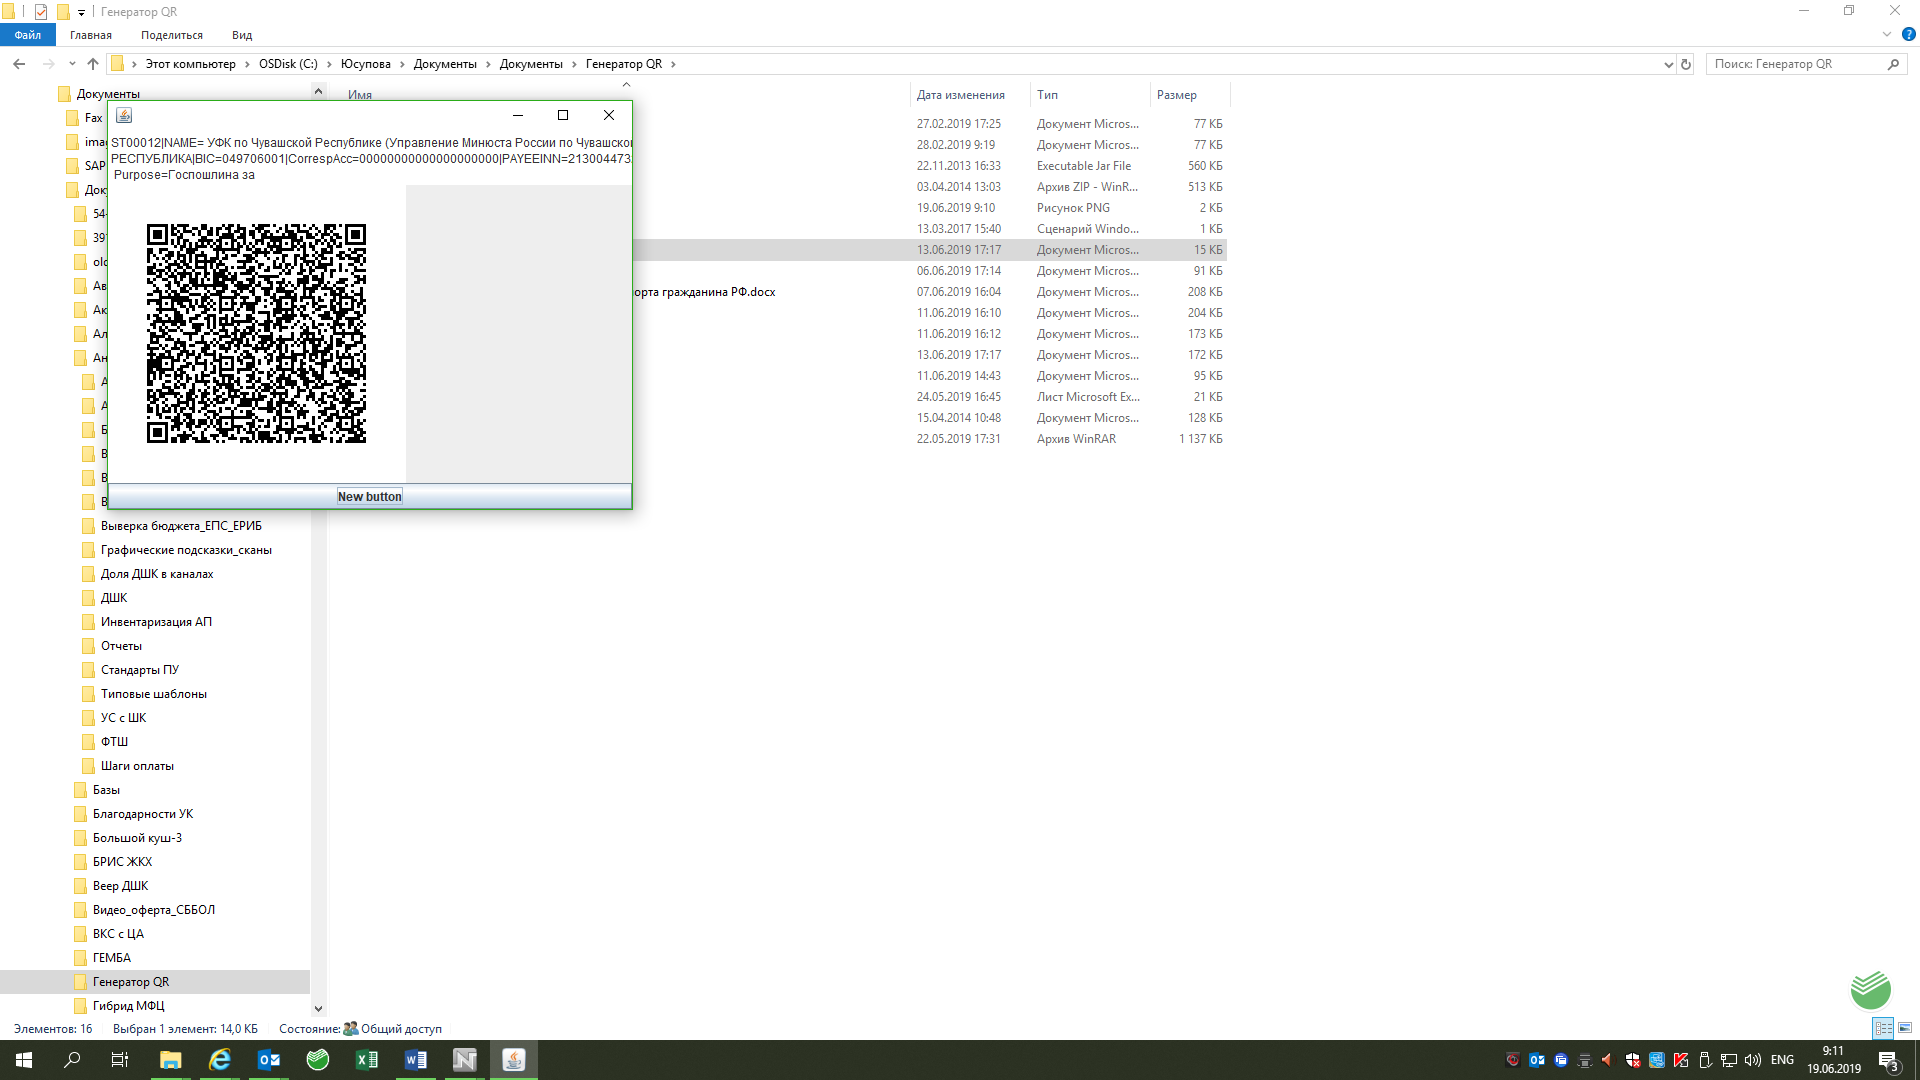 Генератор QR
Файл
Главная
Поделиться
Вид
Этот компьютер
OSDisk (C:)
Юсупова
Документы
Документы
Генератор QR
Поиск: Генератор QR
Имя
Дата изменения
Тип
Размер
27.02.2019 17:25 Документ Micros... 77 КБ
28.02.2019 9:19 Документ Micros... 77 КБ
22.11.2013 16:33 Executable Jar File 560 КБ
03.04.2014 13:03 Архив ZIP - WinR... 513 КБ
19.06.2019 9:10 Рисунок PNG 2 КБ
13.03.2017 15:40 Сценарий Windo... 1 КБ
13.06.2019 17:17 Документ Micros... 15 КБ
06.06.2019 17:14 Документ Micros... 91 КБ
орта гражданина РФ.docx 07.06.2019 16:04 Документ Micros... 208 КБ
11.06.2019 16:10 Документ Micros... 204 КБ
11.06.2019 16:12 Документ Micros... 173 КБ
13.06.2019 17:17 Документ Micros... 172 КБ
11.06.2019 14:43 Документ Micros... 95 КБ
24.05.2019 16:45 Лист Microsoft Ex... 21 КБ
15.04.2014 10:48 Документ Micros... 128 КБ
22.05.2019 17:31 Архив WinRAR 1 137 КБ
ST00012|NAME= УФК по Чувашской Республике (Управление Минюста России по Чувашско
РЕСПУБЛИКА|BIC=049706001|CorrespAcc=00000000000000000000|PAYEEINN=213004473
Purpose=Госпошлина за
New button
Документы
Fax
imag
SAP
Док
54-
391
old
Ав
Ак
Ал
Ан
А
А
Б
В
В
В
Выверка бюджета_ЕПС_ЕРИБ
Графические подсказки_сканы
Доля ДШК в каналах
ДШК
Инвентаризация АП
Отчеты
Стандарты ПУ
Типовые шаблоны
УС с ШК
ФТШ
Шаги оплаты
Базы
Благодарности УК
Большой куш-3
БРИС ЖКХ
Веер ДШК
Видео_оферта_СББОЛ
ВКС с ЦА
ГЕМБА
Генератор QR
Гибрид МФЦ
Элементов: 16
Выбран 1 элемент: 14,0 КБ
Состояние: Общий доступ
ENG
9:11
19.06.2019
3